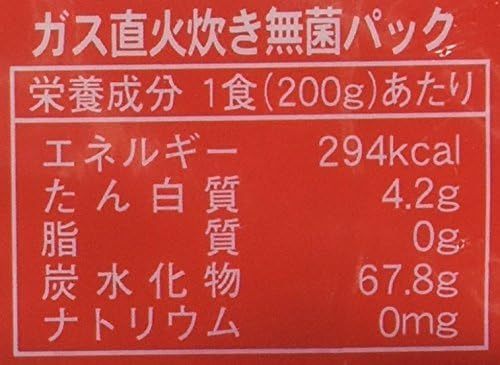 ガス直火炊き無菌パック
栄養成分 1食(200g)あたり
エネルギー 294kcal
たん白質 4.2g
脂質 0g
炭水化物 67.8g
ナトリウム 0mg